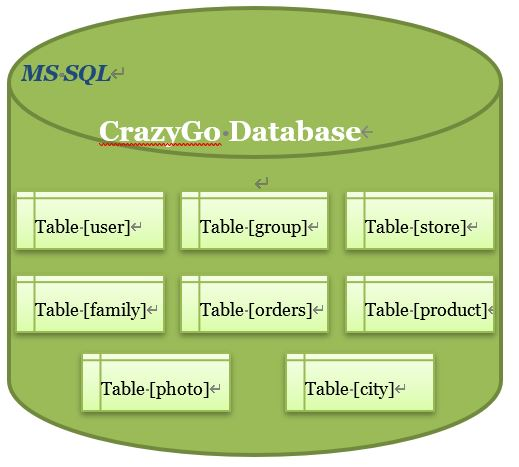 MS SQL
CrazyGo Database
Table [user]
Table [group]
Table [store]
Table [family]
Table [orders]
Table [product]
Table [photo]
Table [city]